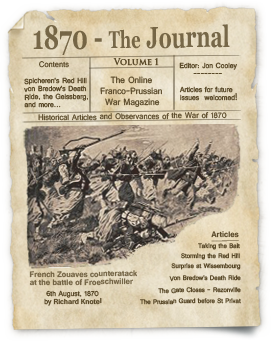 1870 - The Journal
Contents
Spicheren's Red Hill
von Bredow's Death
Ride, the Geissberg,
and more...
VOLUME 1
The Online
Franco-Prussian
War Magazine
Editor: Jon Cooley
--------
Articles for future
issues welcomed!
Historical Articles and Observances of the War of 1870
French Zouaves counteratack
at the battle of Froeschwiller
6th August, 1870
by Richard Knotel
Articles
Taking the Bait
Storming the Red Hill
Surprise at Wissembourg
von Bredow's Death Ride
The Gate Closes - Rezonville
The Prussian Guard before St Privat